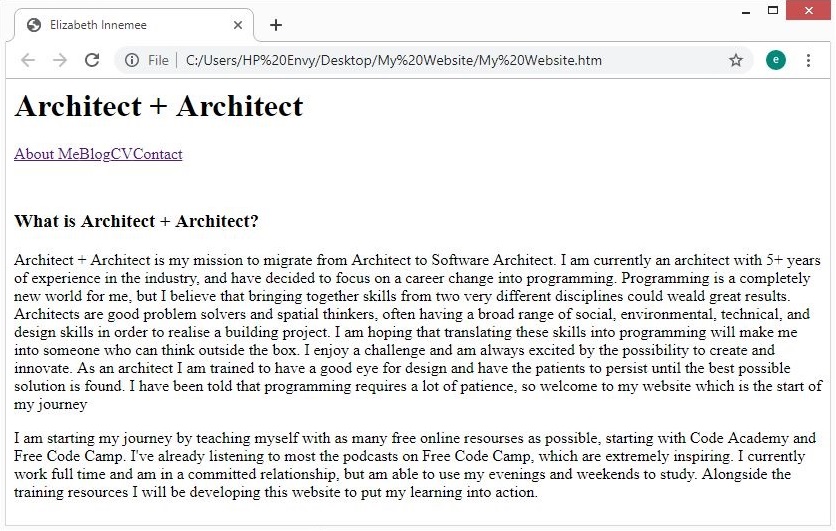 Elizabeth Innemee
File | C:/Users/HP%20Envy/Desktop/My%20Website/My%20Website.htm
e
Architect + Architect
About MeBlogCVContact
What is Architect + Architect?
Architect + Architect is my mission to migrate from Architect to Software Architect. I am currently an architect with 5+ years
of experience in the industry, and have decided to focus on a career change into programming. Programming is a completely
new world for me, but I believe that bringing together skills from two very different disciplines could weald great results.
Architects are good problem solvers and spatial thinkers, often having a broad range of social, environmental, technical, and
design skills in order to realise a building project. I am hoping that translating these skills into programming will make me
into someone who can think outside the box. I enjoy a challenge and am always excited by the possibility to create and
innovate. As an architect I am trained to have a good eye for design and have the patients to persist until the best possible
solution is found. I have been told that programming requires a lot of patience, so welcome to my website which is the start of
my journey
I am starting my journey by teaching myself with as many free online resourses as possible, starting with Code Academy and
Free Code Camp. I've already listening to most the podcasts on Free Code Camp, which are extremely inspiring. I currently
work full time and am in a committed relationship, but am able to use my evenings and weekends to study. Alongside the
training resources I will be developing this website to put my learning into action.